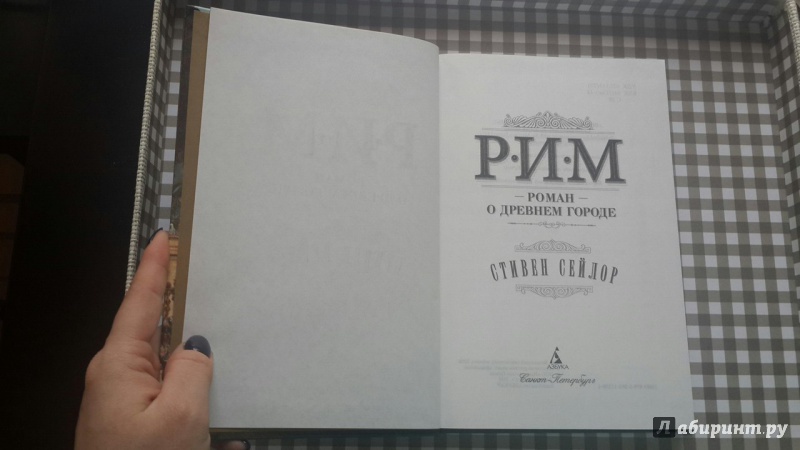 Р·И·М
РОМАН
О ДРЕВНЕМ ГОРОДЕ
СТИВЕН СЕЙЛОР
АЗБУКА
Санкт-Петербург
Лабиринт.ру